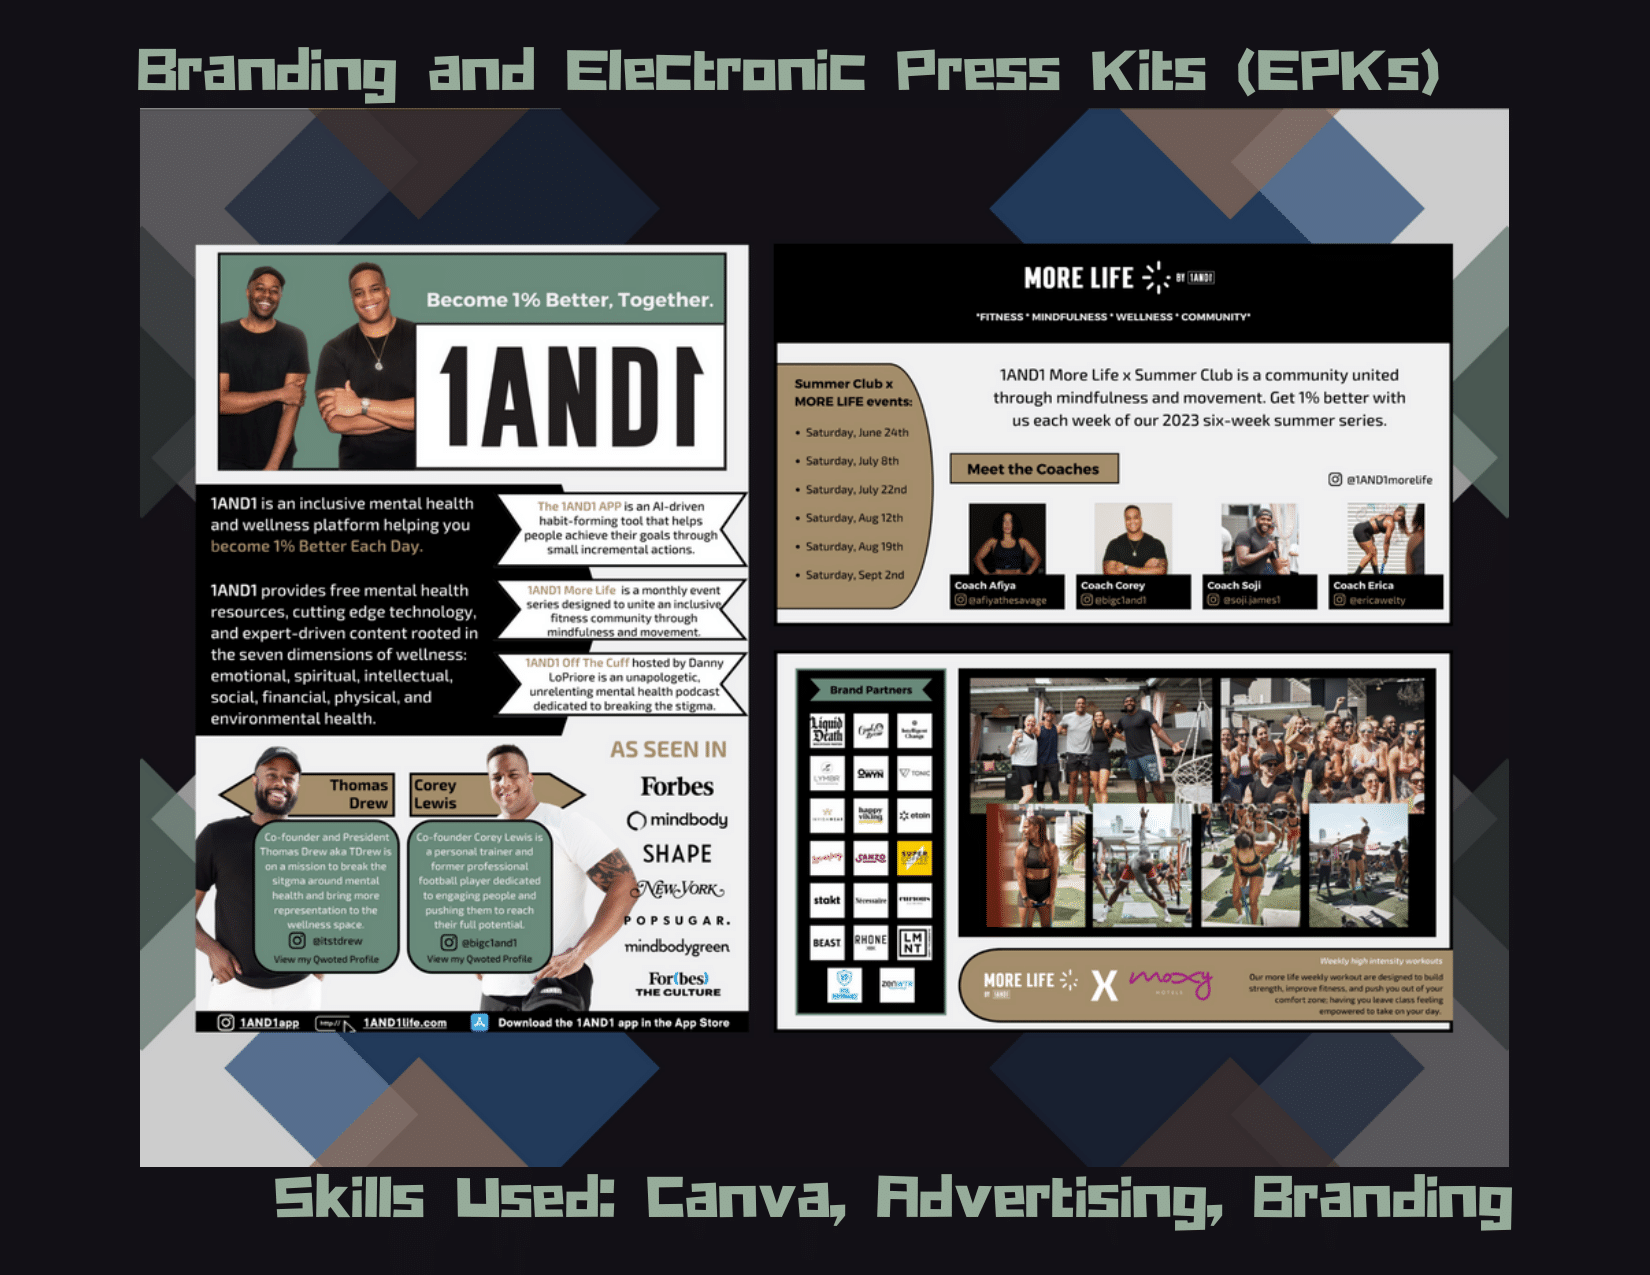 Branding and Electronic Press Kits (EPKs)
Become 1% Better, Together.
1AND1
1AND1 is an inclusive mental health
and wellness platform helping you
become 1% Better Each Day.
1AND1 provides free mental health
resources, cutting edge technology,
and expert-driven content rooted in
the seven dimensions of wellness:
emotional, spiritual, intellectual,
social, financial, physical, and
environmental health.
The 1AND1 APP is an AI-driven
habit-forming tool that helps
people achieve their goals through
small incremental actions.
1AND1 More Life is a monthly event
series designed to unite an inclusive
fitness community through
mindfulness and movement.
1AND1 Off The Cuff hosted by Danny
LoPriore is an unapologetic,
unrelenting mental health podcast
dedicated to breaking the stigma.
Thomas
Drew
Co-founder and President
Thomas Drew aka TDrew is
on a mission to break the
sitgma around mental
health and bring more
representation to the
wellness space.
@itstdrew
View my Qwoted Profile
Corey
Lewis
Co-founder Corey Lewis is
a personal trainer and
former professional
football player dedicated
to engaging people and
pushing them to reach
their full potential.
@bigc1and1
View my Qwoted Profile
AS SEEN IN
Forbes
mindbody
SHAPE
NEW YORK
POPSUGAR.
mindbodygreen
For(bes)
THE CULTURE
1AND1app
http://
1AND1life.com
Download the 1AND1 app in the App Store
MORE LIFE BY 1AND1
*FITNESS * MINDFULNESS * WELLNESS * COMMUNITY*
Summer Club x
MORE LIFE events:
• Saturday, June 24th
• Saturday, July 8th
• Saturday, July 22nd
• Saturday, Aug 12th
• Saturday, Aug 19th
• Saturday, Sept 2nd
1AND1 More Life x Summer Club is a community united
through mindfulness and movement. Get 1% better with
us each week of our 2023 six-week summer series.
Meet the Coaches
@1AND1morelife
Coach Afiya
@afiyathesavage
Coach Corey
@bigc1and1
Coach Soji
@soji.james1
Coach Erica
@ericawelty
Brand Partners
Liquid
Death
Intelligent
Change
LYMBR
OWYN
TONIC
happy
viking
etain
SANZO
SUPER
COFFEE
stakt
Nécessaire
BEAST.
RHONE
LM
NT
MORE LIFE BY 1AND1
X
moxy
HOTELS
Weekly high intensity workouts
Our more life weekly workout are designed to build
strength, improve fitness, and push you out of your
comfort zone; having you leave class feeling
empowered to take on your day.
Skills Used: Canva, Advertising, Branding